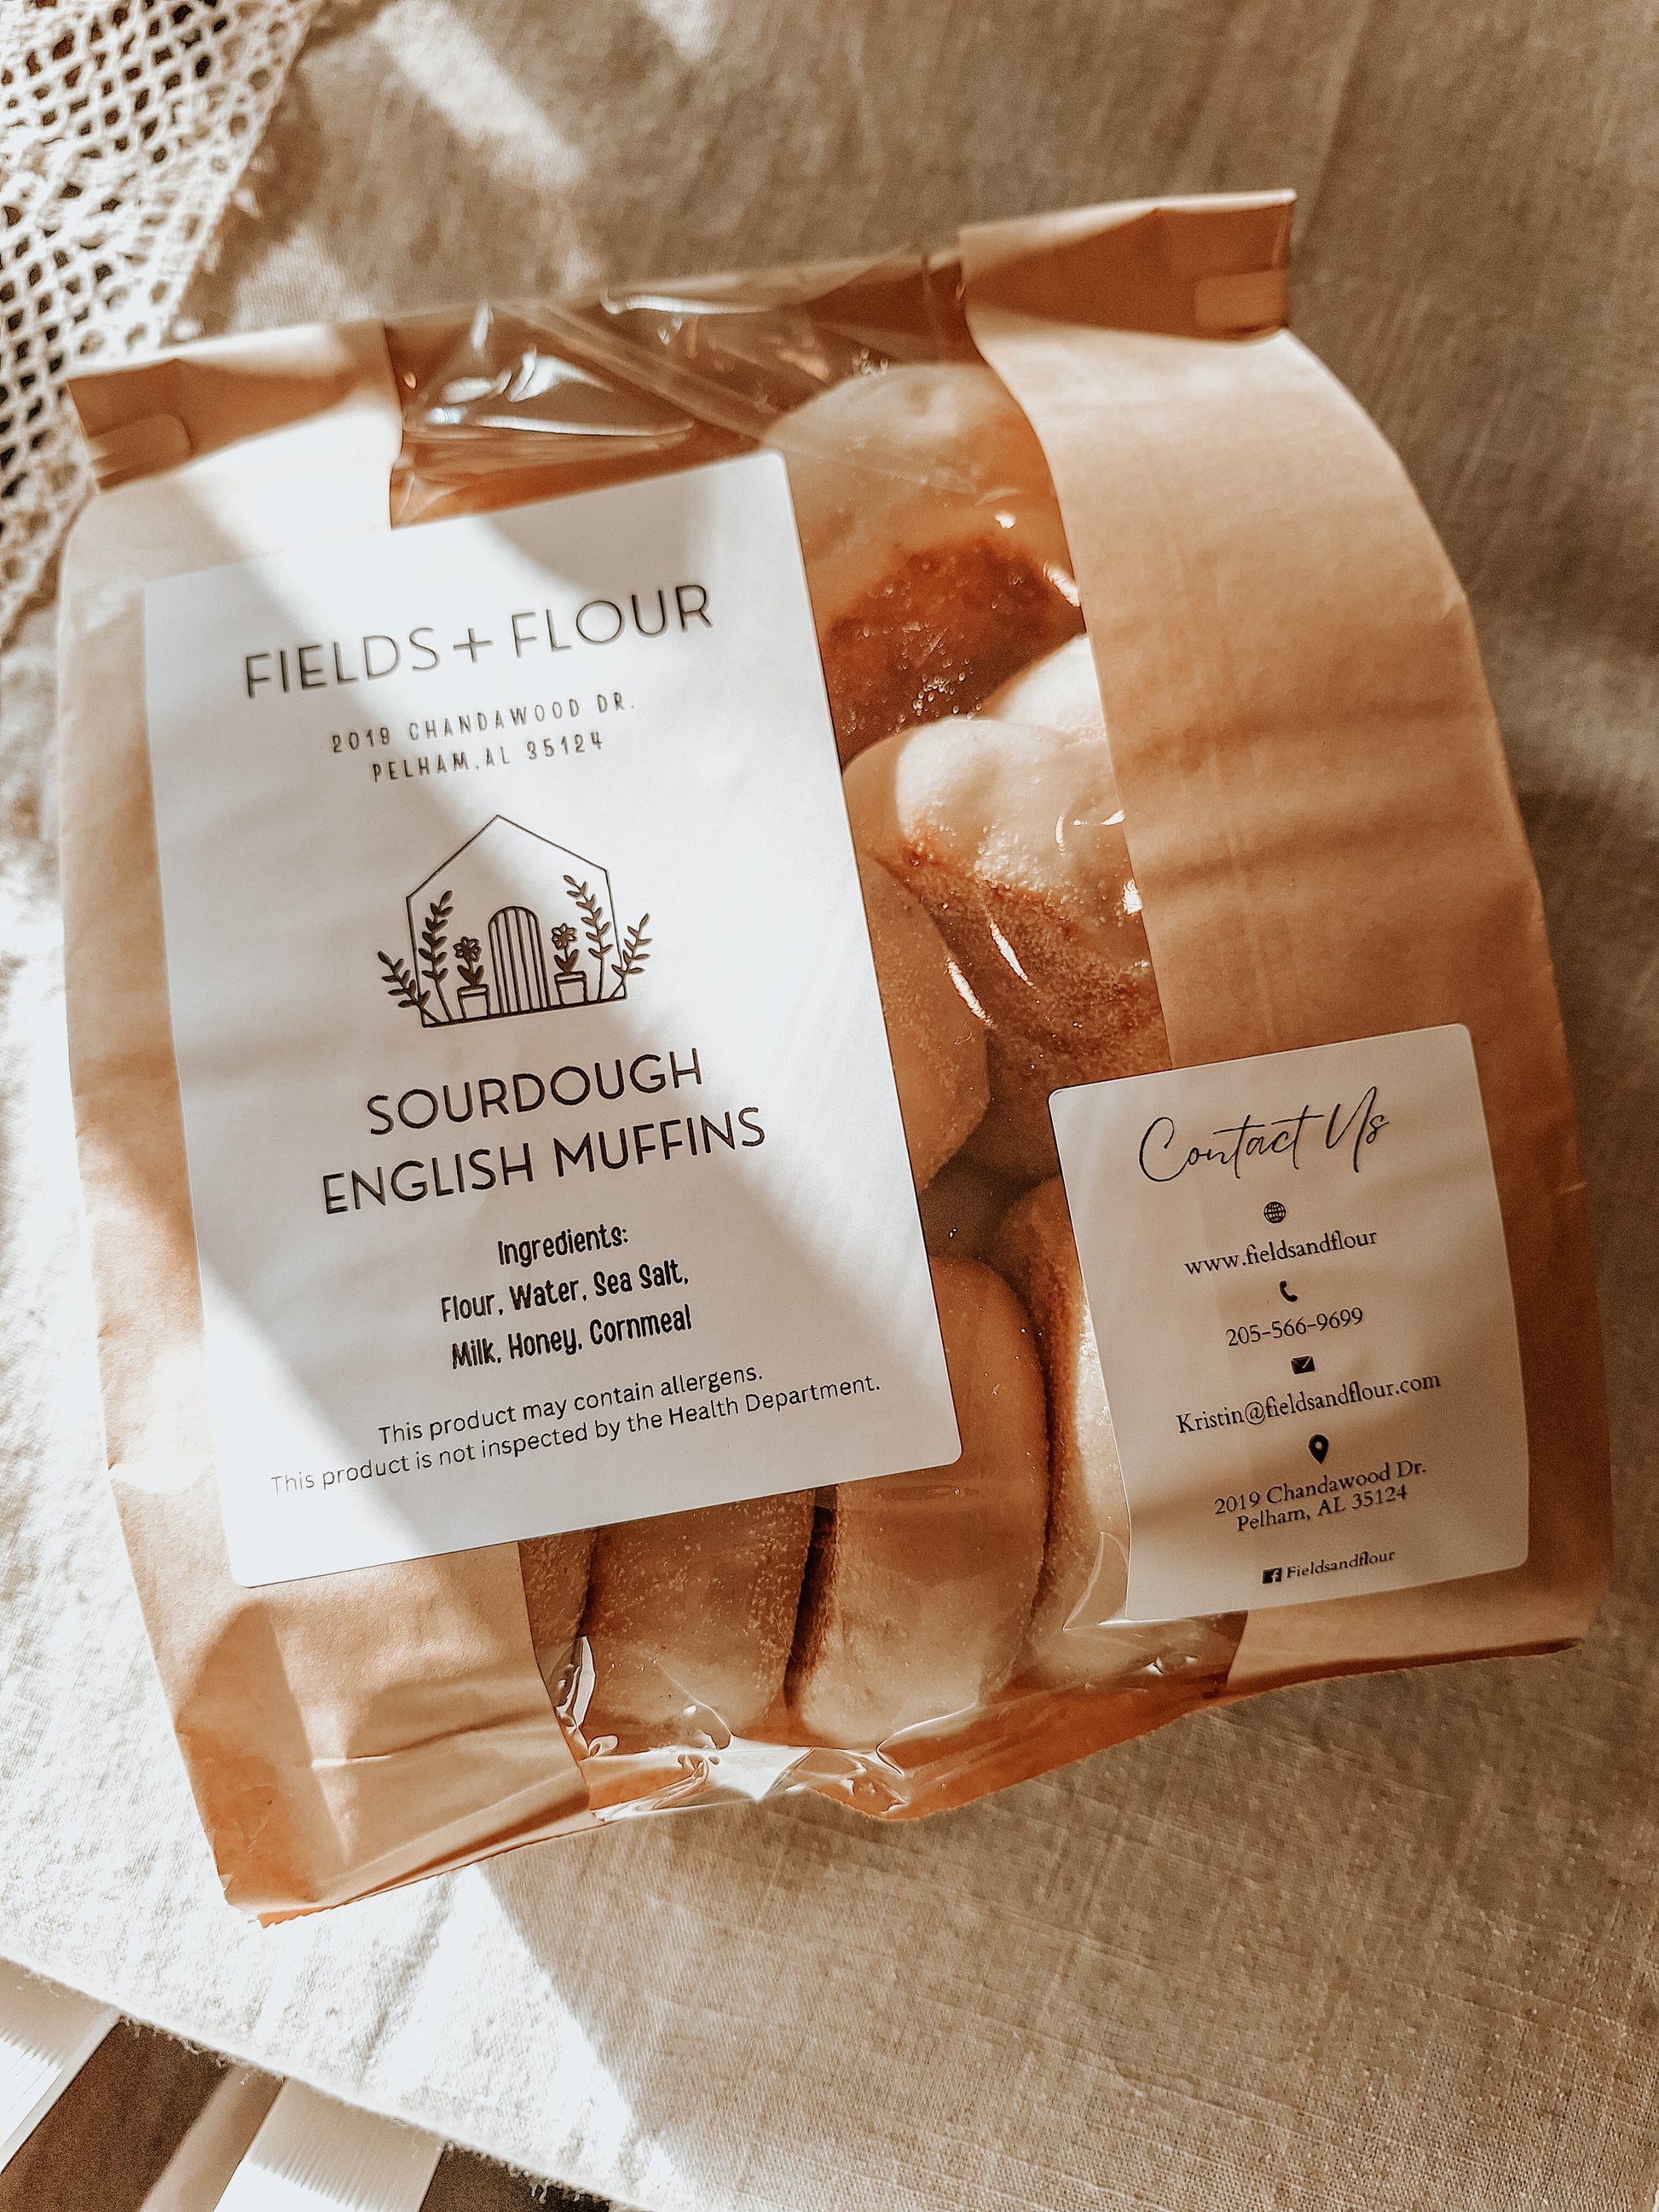 FIELDS + FLOUR
2019 CHANDAWOOD DR.
PELHAM, AL 35124
SOURDOUGH
ENGLISH MUFFINS
Ingredients:
Flour, Water, Sea Salt,
Milk, Honey, Cornmeal
This product may contain allergens.
This product is not inspected by the Health Department.
Contact Us
www.fieldsandflour
205-566-9699
Kristin@fieldsandflour.com
2019 Chandawood Dr.
Pelham, AL 35124
Fieldsandflour